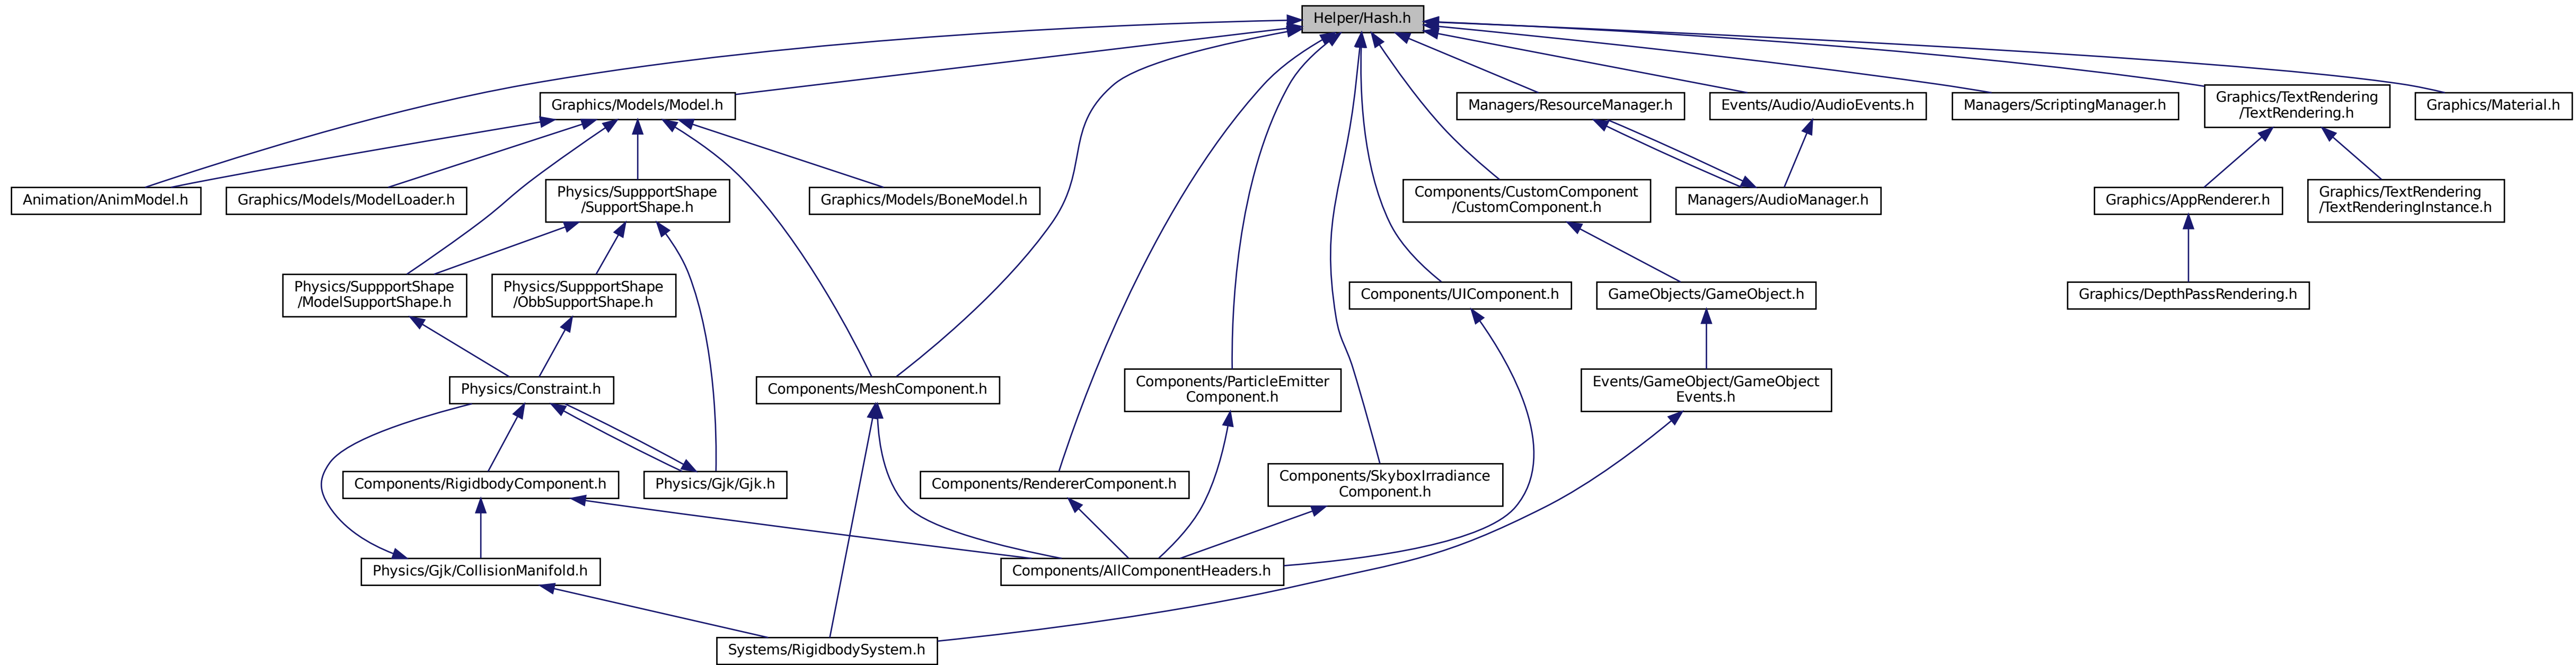 Helper/Hash.h
Graphics/Models/Model.h
Managers/ResourceManager.h
Events/Audio/AudioEvents.h
Managers/ScriptingManager.h
Graphics/TextRendering
/TextRendering.h
Graphics/Material.h
Animation/AnimModel.h
Graphics/Models/ModelLoader.h
Physics/SuppportShape
/SupportShape.h
Graphics/Models/BoneModel.h
Components/CustomComponent
/CustomComponent.h
Managers/AudioManager.h
Graphics/AppRenderer.h
Graphics/TextRendering
/TextRenderingInstance.h
Physics/SuppportShape
/ModelSupportShape.h
Physics/SuppportShape
/ObbSupportShape.h
Components/UIComponent.h
GameObjects/GameObject.h
Graphics/DepthPassRendering.h
Physics/Constraint.h
Components/MeshComponent.h
Components/ParticleEmitter
Component.h
Events/GameObject/GameObject
Events.h
Components/RigidbodyComponent.h
Physics/Gjk/Gjk.h
Components/RendererComponent.h
Components/SkyboxIrradiance
Component.h
Physics/Gjk/CollisionManifold.h
Components/AllComponentHeaders.h
Systems/RigidbodySystem.h